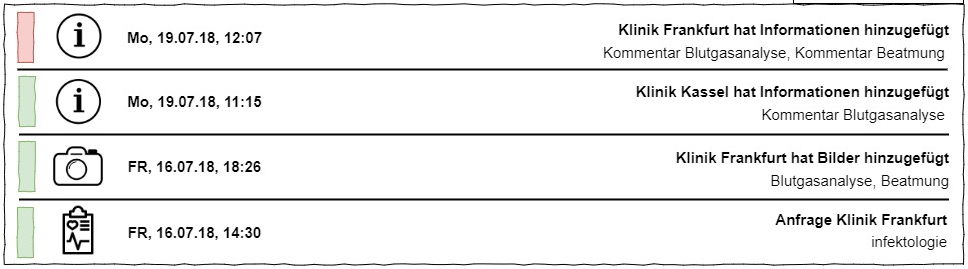 Mo, 19.07.18, 12:07
Klinik Frankfurt hat Informationen hinzugefügt
Kommentar Blutgasanalyse, Kommentar Beatmung
Mo, 19.07.18, 11:15
Klinik Kassel hat Informationen hinzugefügt
Kommentar Blutgasanalyse
FR, 16.07.18, 18:26
Klinik Frankfurt hat Bilder hinzugefügt
Blutgasanalyse, Beatmung
FR, 16.07.18, 14:30
Anfrage Klinik Frankfurt
infektologie